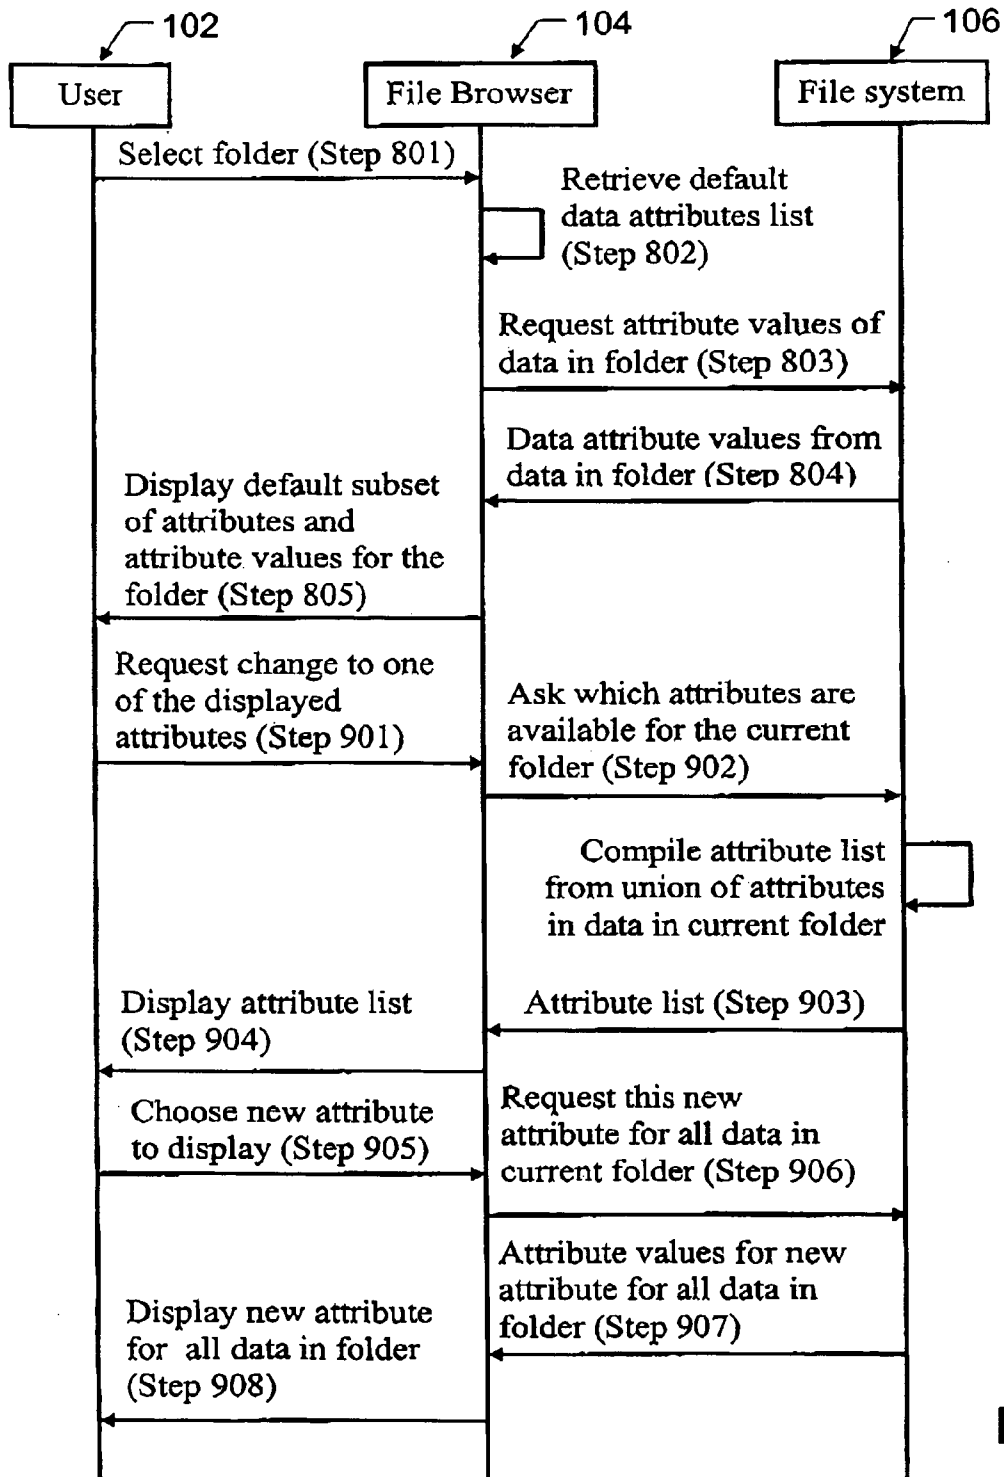 102
104
106
User
File Browser
File system
Select folder (Step 801)
Retrieve default
data attributes list
(Step 802)
Request attribute values of
data in folder (Step 803)
Data attribute values from
data in folder (Step 804)
Display default subset
of attributes and
attribute values for the
folder (Step 805)
Request change to one
of the displayed
attributes (Step 901)
Ask which attributes are
available for the current
folder (Step 902)
Compile attribute list
from union of attributes
in data in current folder
Attribute list (Step 903)
Display attribute list
(Step 904)
Choose new attribute
to display (Step 905)
Request this new
attribute for all data in
current folder (Step 906)
Attribute values for new
attribute for all data in
folder (Step 907)
Display new attribute
for all data in folder
(Step 908)